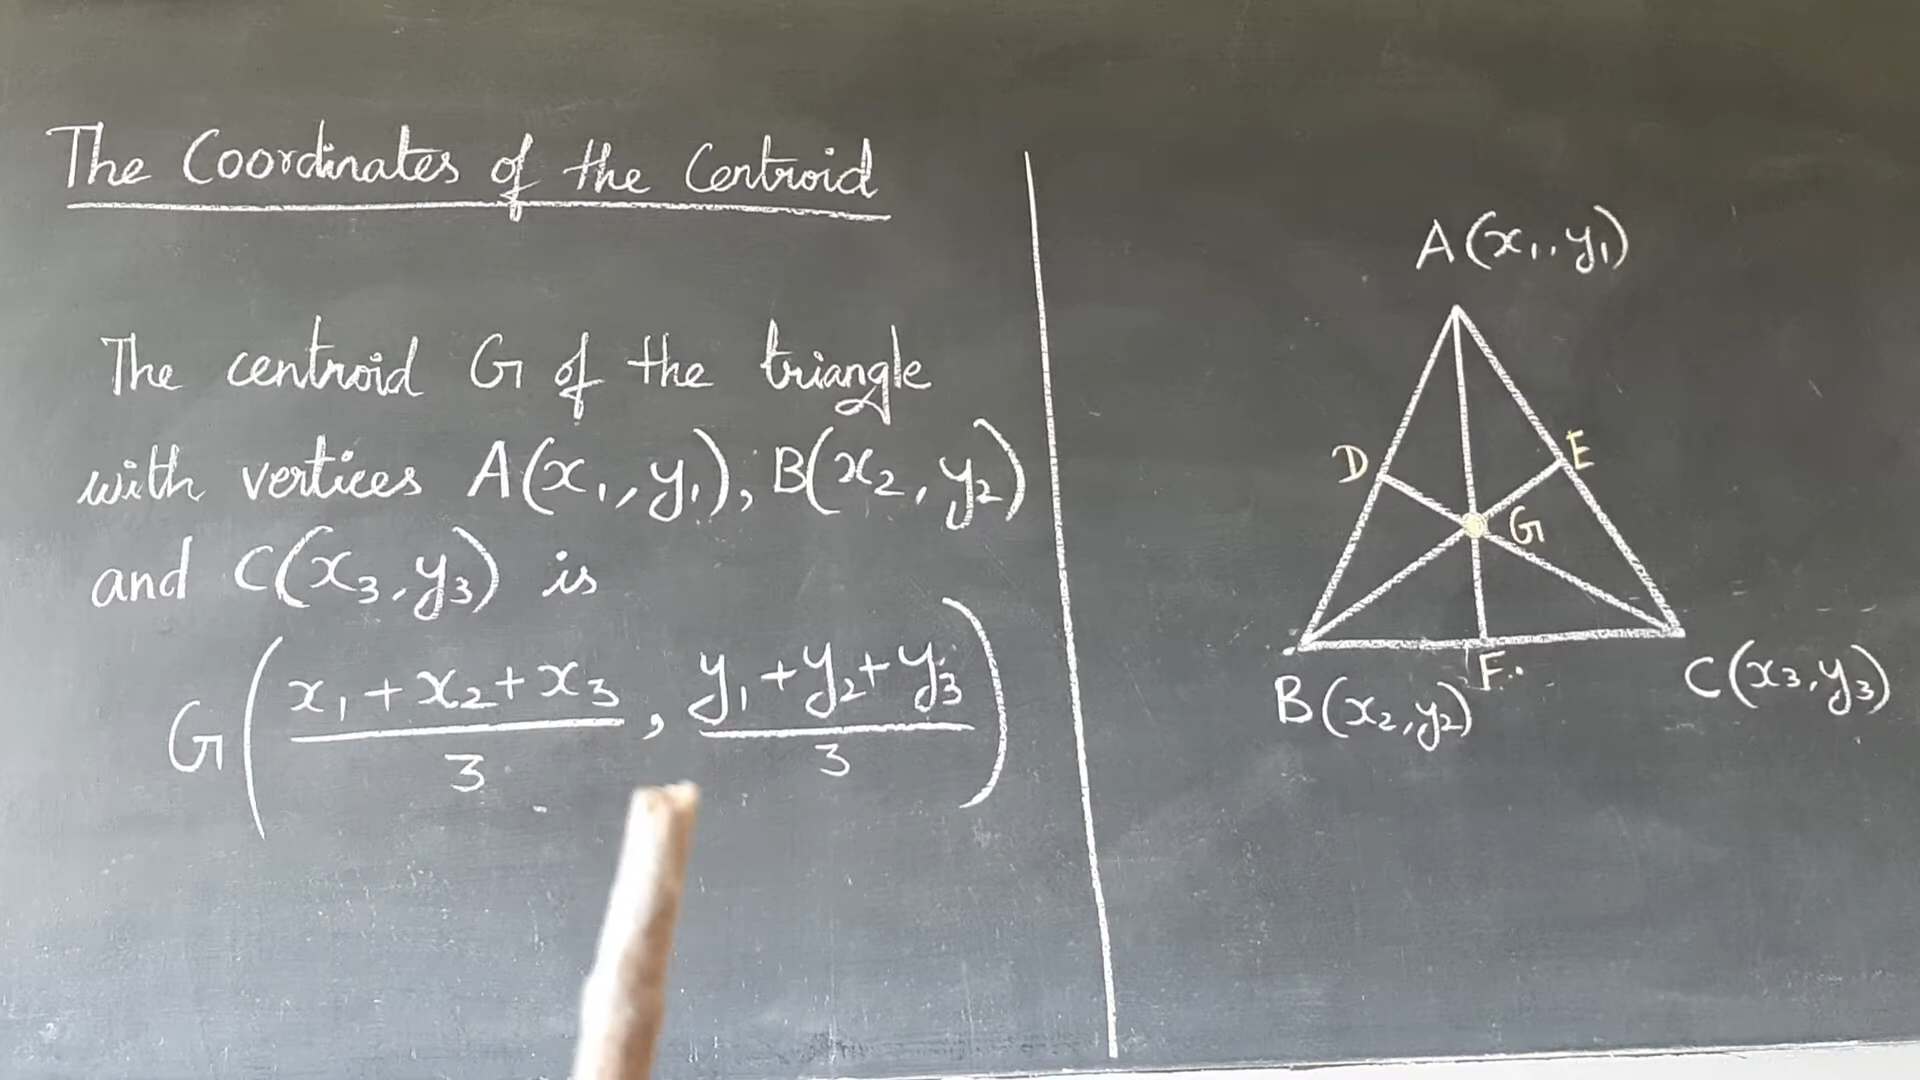 The Coordinates of the Centroid
The centroid G of the triangle
with vertices A(x₁, y₁), B(x₂, y₂)
and C(x₃, y₃) is
G((x₁+x₂+x₃)/3, (y₁+y₂+y₃)/3)
A(x₁, y₁)
D
E
G
F
B(x₂, y₂)
C(x₃, y₃)